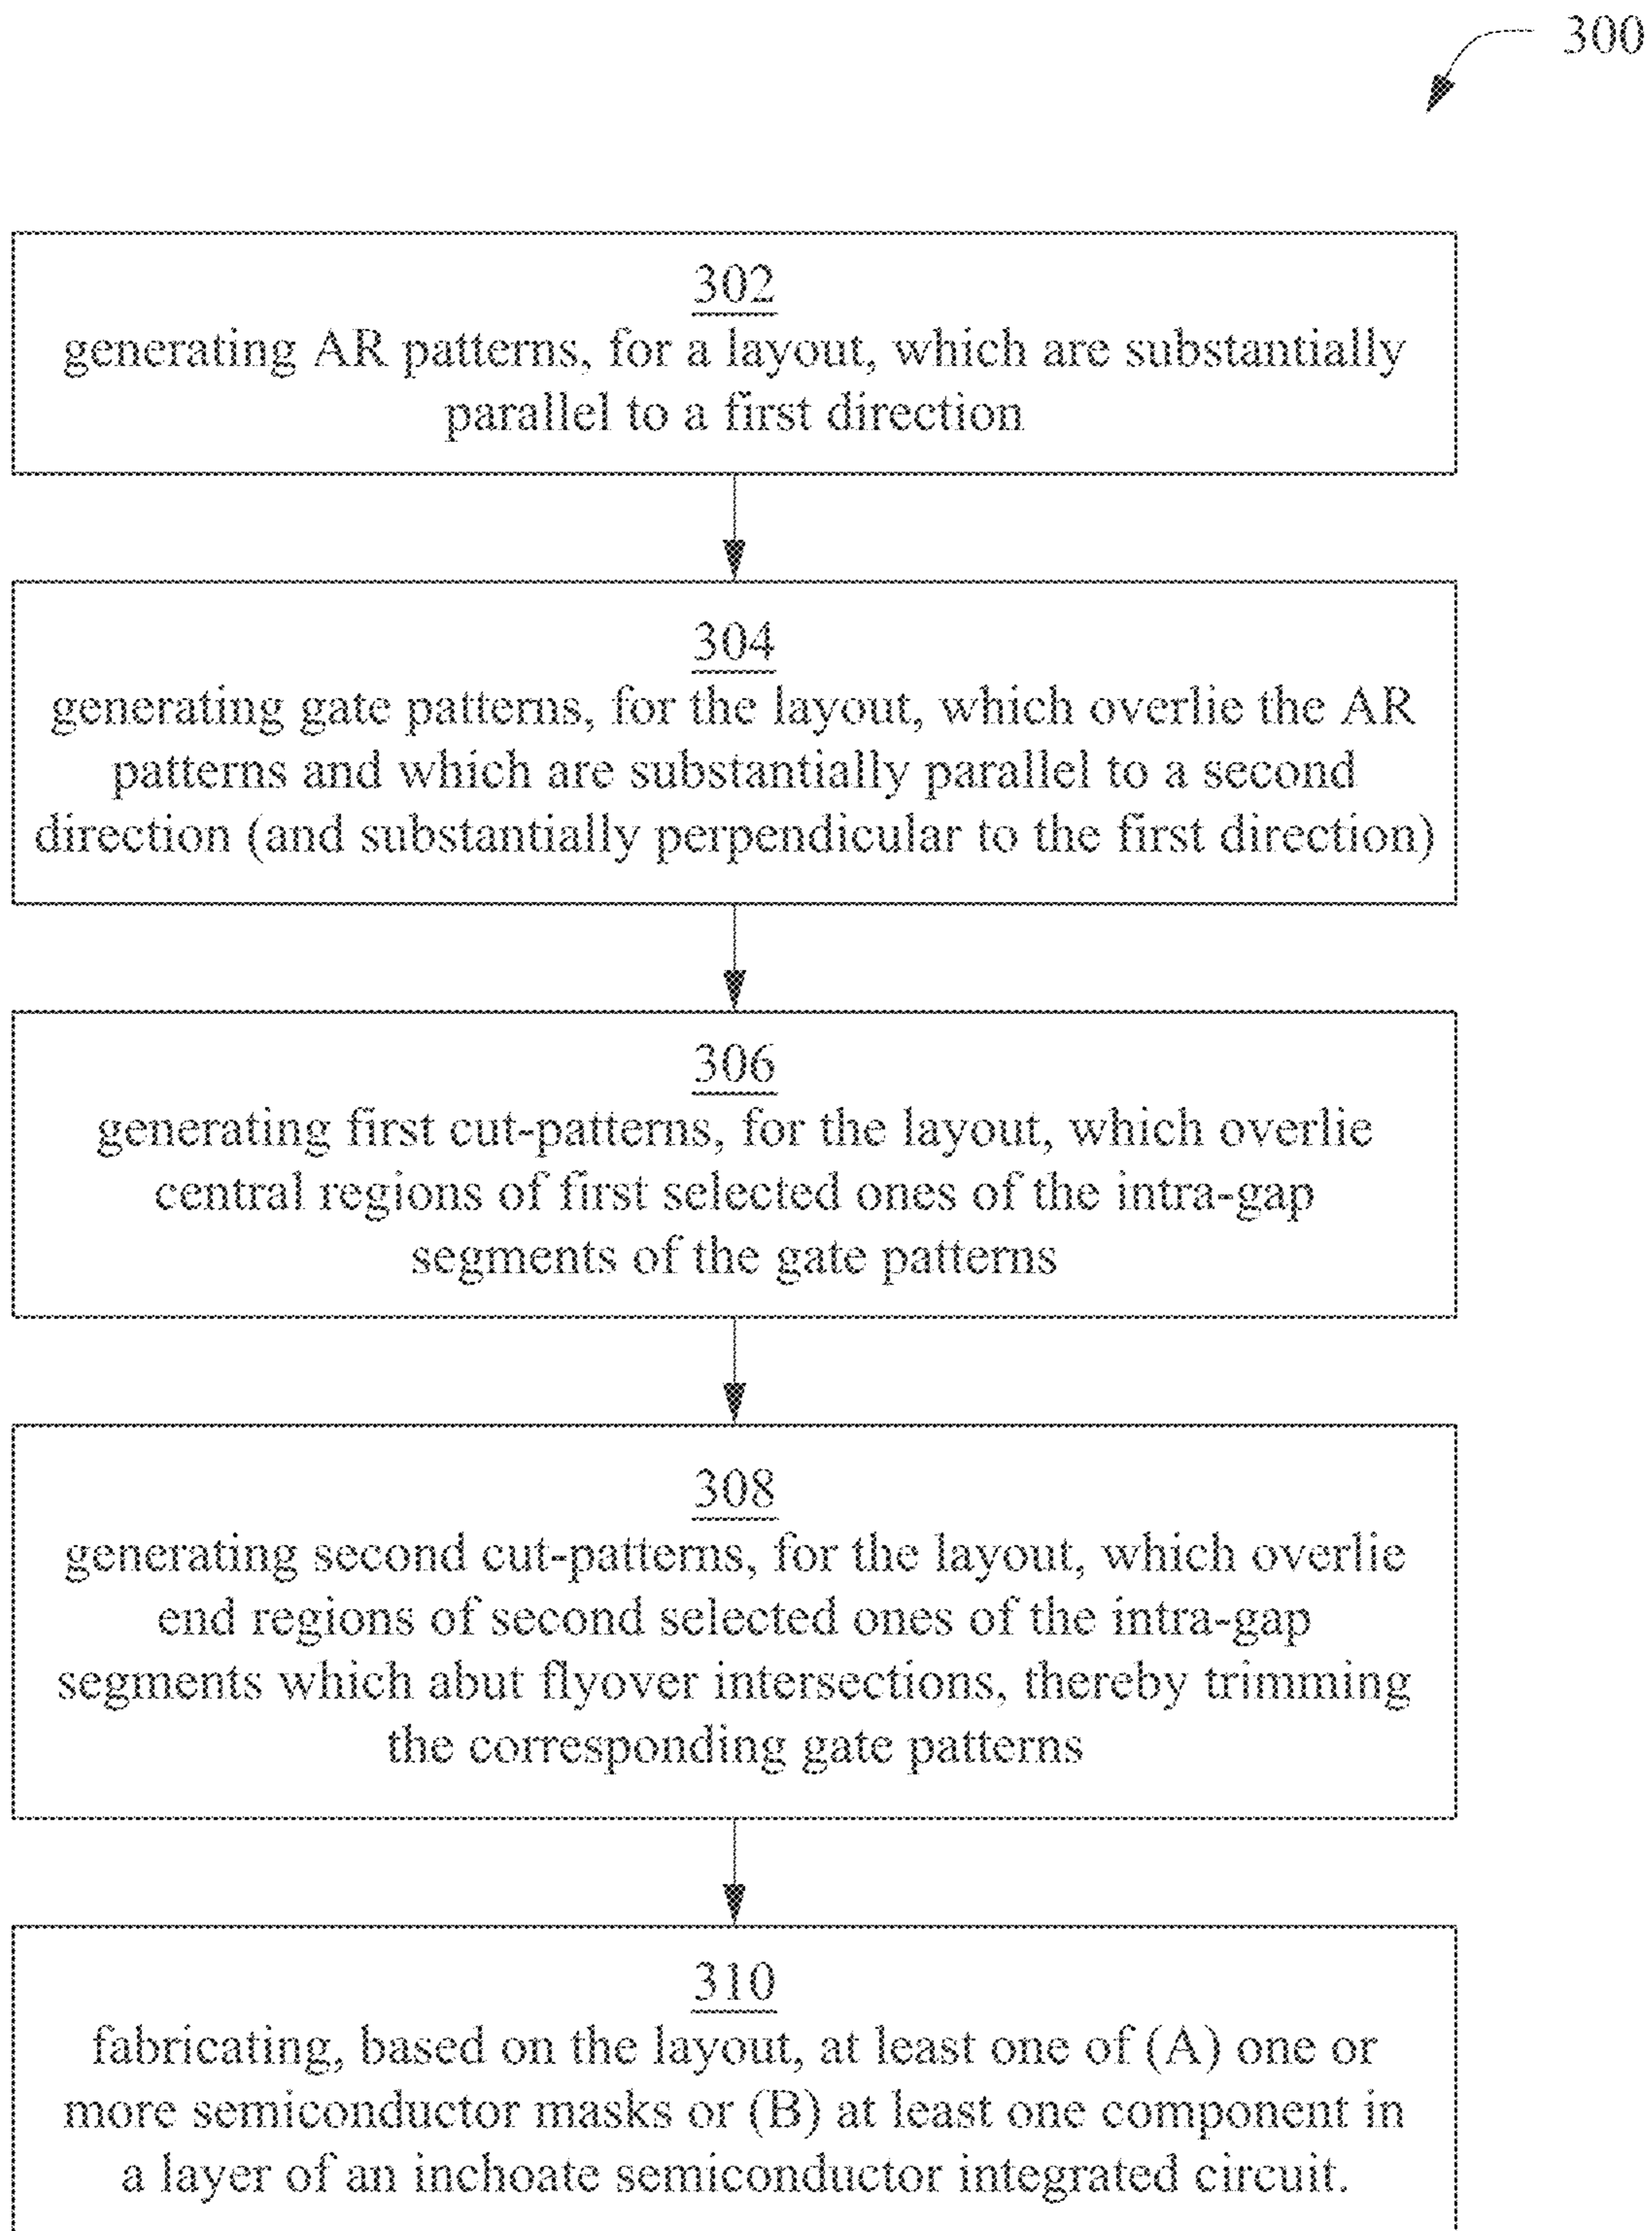 300
302
generating AR patterns, for a layout, which are substantially
parallel to a first direction
304
generating gate patterns, for the layout, which overlie the AR
patterns and which are substantially parallel to a second
direction (and substantially perpendicular to the first direction)
306
generating first cut-patterns, for the layout, which overlie
central regions of first selected ones of the intra-gap
segments of the gate patterns
308
generating second cut-patterns, for the layout, which overlie
end regions of second selected ones of the intra-gap
segments which abut flyover intersections, thereby trimming
the corresponding gate patterns
310
fabricating, based on the layout, at least one of (A) one or
more semiconductor masks or (B) at least one component in
a layer of an inchoate semiconductor integrated circuit.